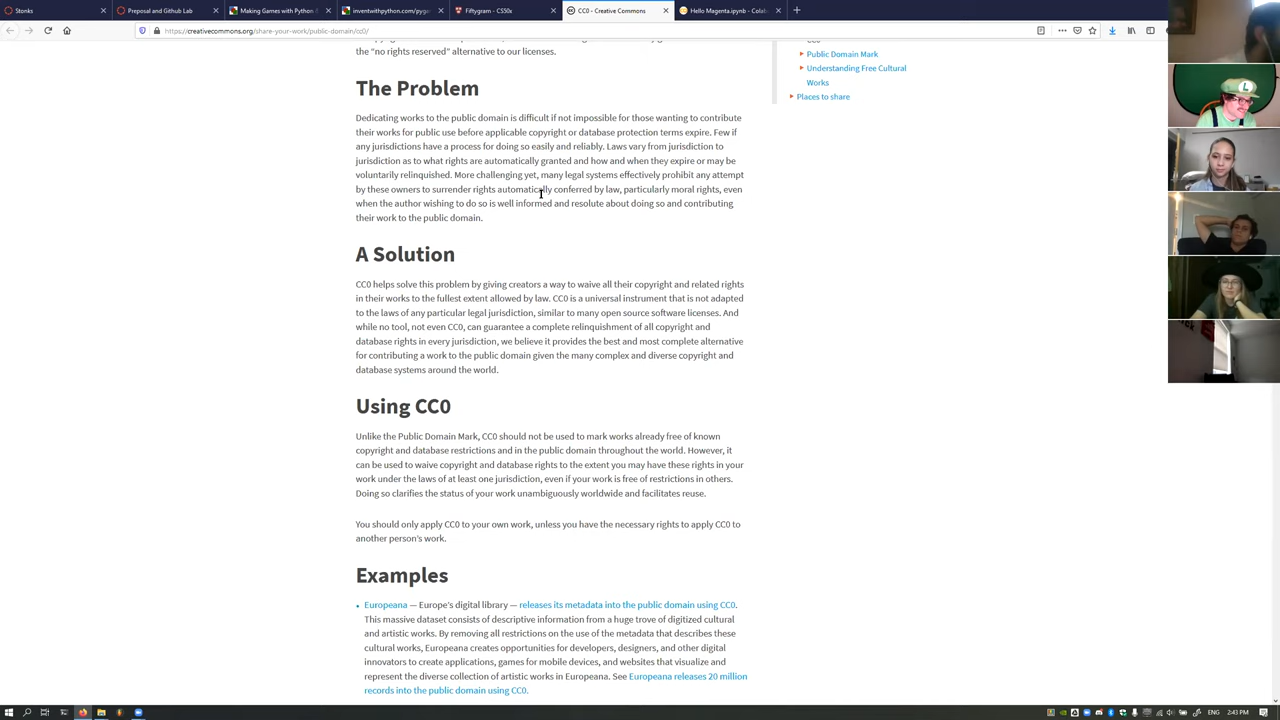 Stonks
Preposal and Github Lab
Making Games with Python &
inventwithpython.com/pyga
Fiftygram - CS50x
CC0 - Creative Commons
Hello Magenta.ipynb - Colab
https://creativecommons.org/share-your-work/public-domain/cc0/
the “no rights reserved” alternative to our licenses.
Public Domain Mark
Understanding Free Cultural
Works
Places to share
The Problem
Dedicating works to the public domain is difficult if not impossible for those wanting to contribute
their works for public use before applicable copyright or database protection terms expire. Few if
any jurisdictions have a process for doing so easily and reliably. Laws vary from jurisdiction to
jurisdiction as to what rights are automatically granted and how and when they expire or may be
voluntarily relinquished. More challenging yet, many legal systems effectively prohibit any attempt
by these owners to surrender rights automatically conferred by law, particularly moral rights, even
when the author wishing to do so is well informed and resolute about doing so and contributing
their work to the public domain.
A Solution
CC0 helps solve this problem by giving creators a way to waive all their copyright and related rights
in their works to the fullest extent allowed by law. CC0 is a universal instrument that is not adapted
to the laws of any particular legal jurisdiction, similar to many open source software licenses. And
while no tool, not even CC0, can guarantee a complete relinquishment of all copyright and
database rights in every jurisdiction, we believe it provides the best and most complete alternative
for contributing a work to the public domain given the many complex and diverse copyright and
database systems around the world.
Using CC0
Unlike the Public Domain Mark, CC0 should not be used to mark works already free of known
copyright and database restrictions and in the public domain throughout the world. However, it
can be used to waive copyright and database rights to the extent you may have these rights in your
work under the laws of at least one jurisdiction, even if your work is free of restrictions in others.
Doing so clarifies the status of your work unambiguously worldwide and facilitates reuse.
You should only apply CC0 to your own work, unless you have the necessary rights to apply CC0 to
another person’s work.
Examples
Europeana — Europe’s digital library — releases its metadata into the public domain using CC0.
This massive dataset consists of descriptive information from a huge trove of digitized cultural
and artistic works. By removing all restrictions on the use of the metadata that describes these
cultural works, Europeana creates opportunities for developers, designers, and other digital
innovators to create applications, games for mobile devices, and websites that visualize and
represent the diverse collection of artistic works in Europeana. See Europeana releases 20 million
records into the public domain using CC0.
L
ENG
2:43 PM